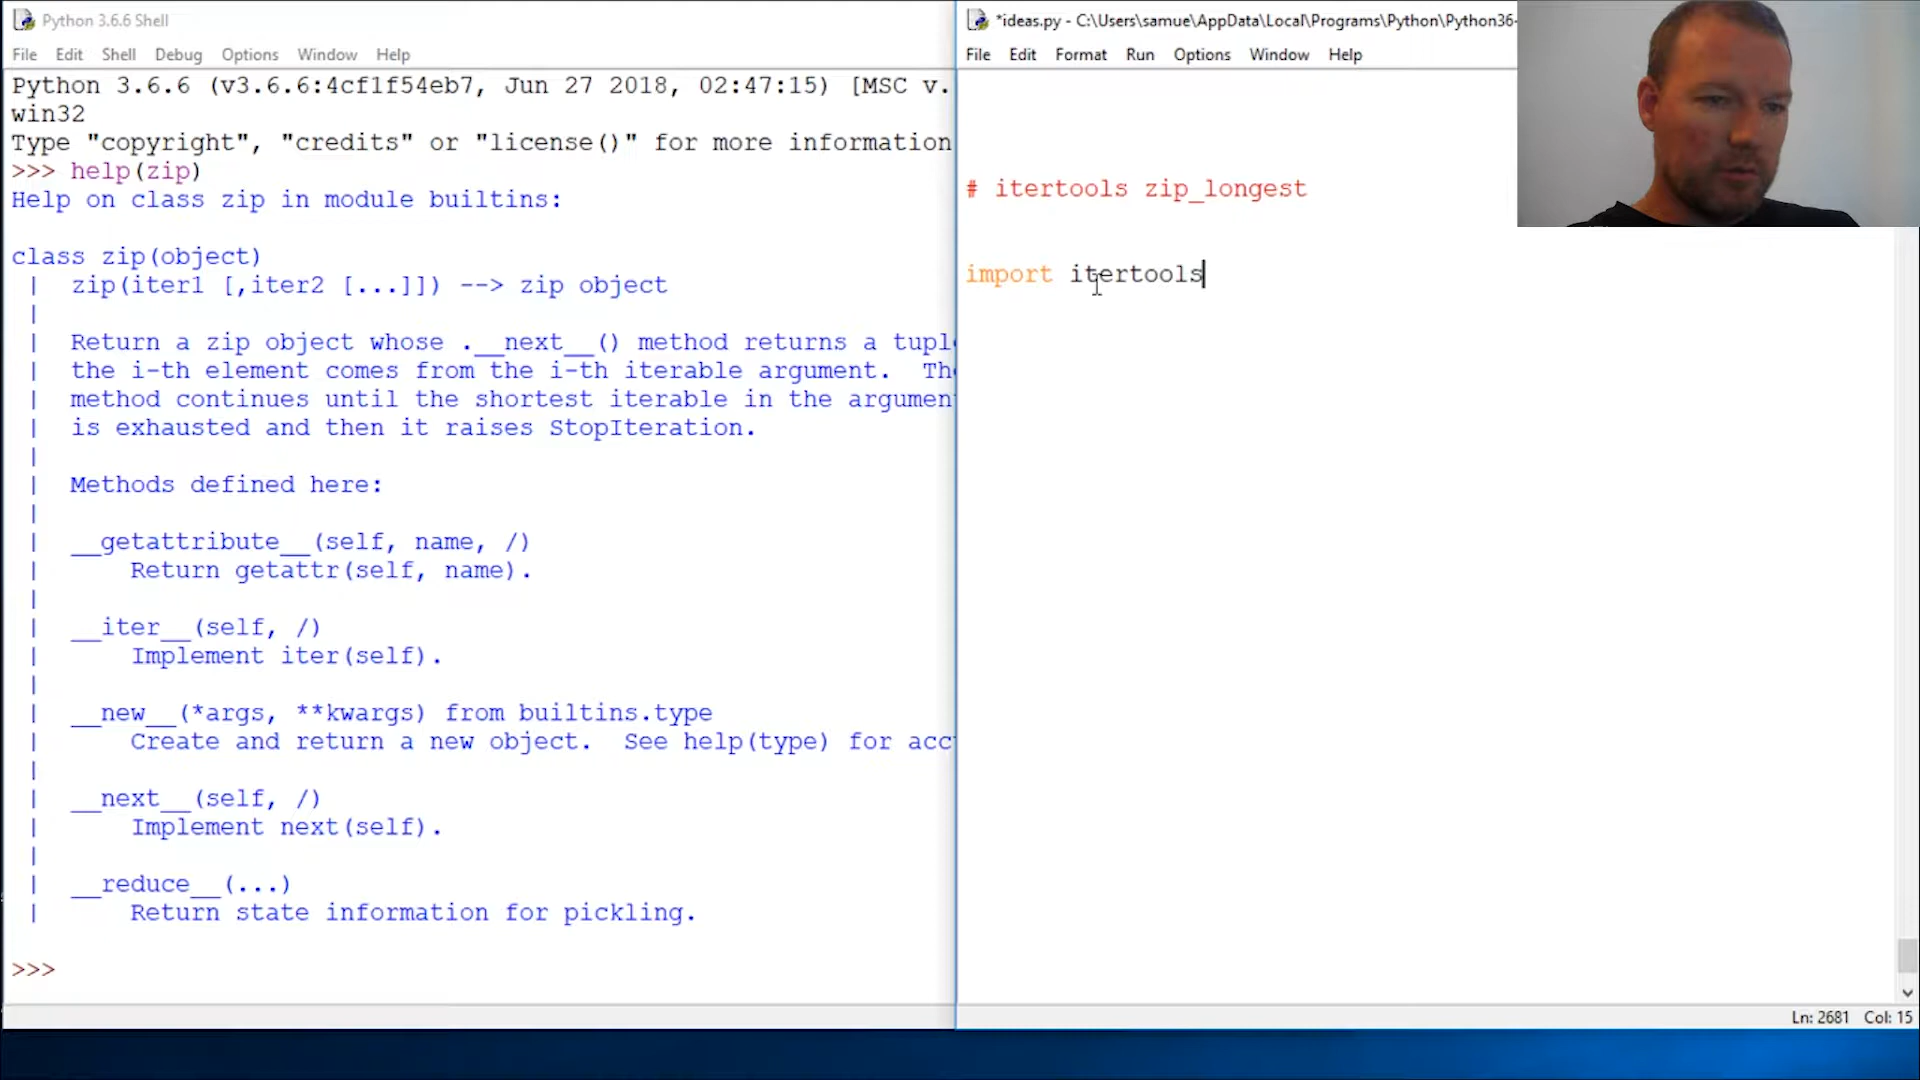 Python 3.6.6 Shell
File Edit Shell Debug Options Window Help
Python 3.6.6 (v3.6.6:4cf1f54eb7, Jun 27 2018, 02:47:15) [MSC v.
win32
Type "copyright", "credits" or "license()" for more information
>>> help(zip)
Help on class zip in module builtins:
class zip(object)
 |  zip(iter1 [,iter2 [...]]) --> zip object
 |
 |  Return a zip object whose .__next__() method returns a tupl
 |  the i-th element comes from the i-th iterable argument.  Th
 |  method continues until the shortest iterable in the argumen
 |  is exhausted and then it raises StopIteration.
 |
 |  Methods defined here:
 |
 |  __getattribute__(self, name, /)
 |      Return getattr(self, name).
 |
 |  __iter__(self, /)
 |      Implement iter(self).
 |
 |  __new__(*args, **kwargs) from builtins.type
 |      Create and return a new object.  See help(type) for acc
 |
 |  __next__(self, /)
 |      Implement next(self).
 |
 |  __reduce__(...)
 |      Return state information for pickling.
>>>
*ideas.py - C:\Users\samue\AppData\Local\Programs\Python\Python36-
File Edit Format Run Options Window Help
# itertools zip_longest
import itertools
Ln: 2681 Col: 15